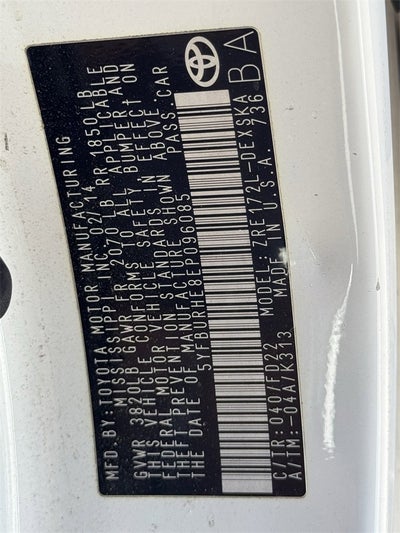 MFD BY: TOYOTA MOTOR MANUFACTURING
MISSISSIPPI INC. 02/14
GVWR 3820LB GAWR FR 2070 LB RR 1850 LB
THIS VEHICLE CONFORMS TO ALL APPLICABLE
FEDERAL MOTOR VEHICLE SAFETY, BUMPER, AND
THEFT PREVENTION STANDARDS IN EFFECT ON
THE DATE OF MANUFACTURE SHOWN ABOVE.
5YFBURHE8EP096085 PASS. CAR
C/TR: 040/FD22 MODEL: ZRE172L-DEXSKA
A/TM: -04A/K313 MADE IN U.S.A. 736
BA